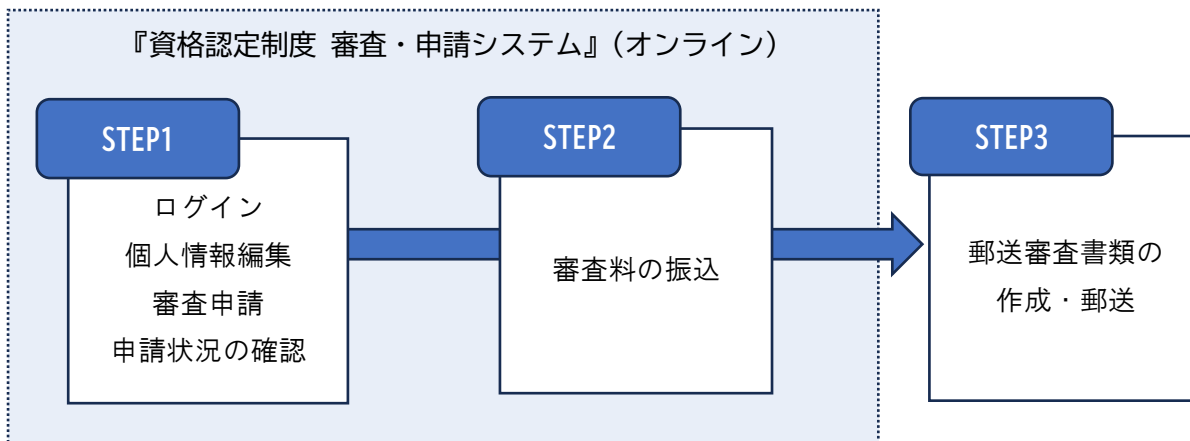 『資格認定制度 審査・申請システム』（オンライン）
STEP1
ログイン
個人情報編集
審査申請
申請状況の確認
STEP2
審査料の振込
STEP3
郵送審査書類の
作成・郵送